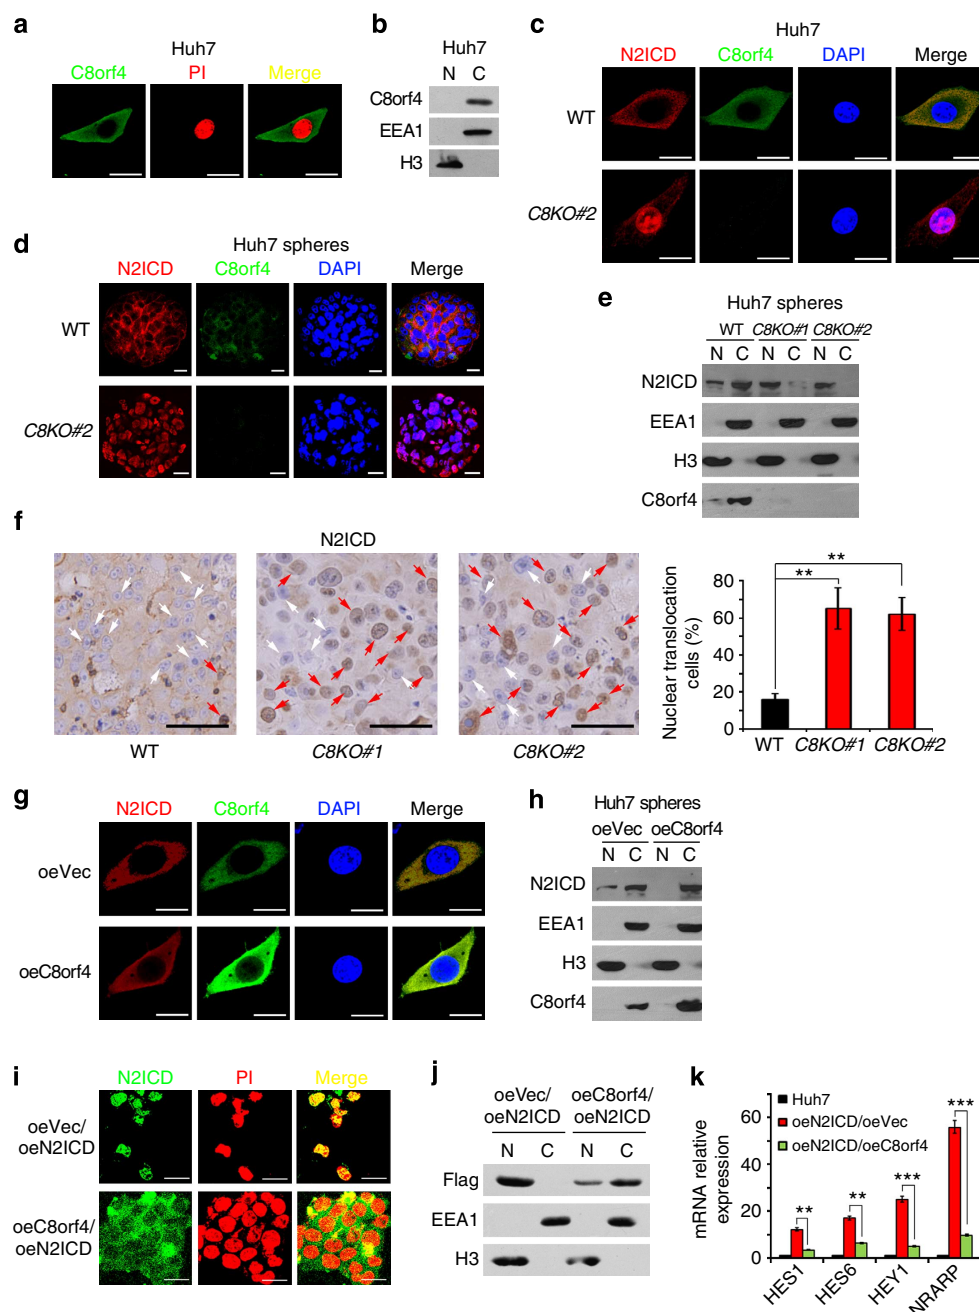 a
Huh7
C8orf4 PI Merge
b
Huh7
N C
C8orf4
EEA1
H3
c
Huh7
N2ICD C8orf4 DAPI Merge
WT
C8KO#2
d
Huh7 spheres
N2ICD C8orf4 DAPI Merge
WT
C8KO#2
e
Huh7 spheres
WT C8KO#1 C8KO#2
N C N C N C
N2ICD
EEA1
H3
C8orf4
f
N2ICD
WT C8KO#1 C8KO#2
Nuclear translocation
cells (%)
80
60
40
20
0
**
**
WT C8KO#1 C8KO#2
g
N2ICD C8orf4 DAPI Merge
oeVec
oeC8orf4
h
Huh7 spheres
oeVec oeC8orf4
N C N C
N2ICD
EEA1
H3
C8orf4
i
N2ICD PI Merge
oeVec/
oeN2ICD
oeC8orf4/
oeN2ICD
j
oeVec/
oeN2ICD
oeC8orf4/
oeN2ICD
N C N C
Flag
EEA1
H3
k
Huh7
oeN2ICD/oeVec
oeN2ICD/oeC8orf4
mRNA relative
expression
60
40
20
0
**
**
***
***
HES1 HES6 HEY1 NRARP